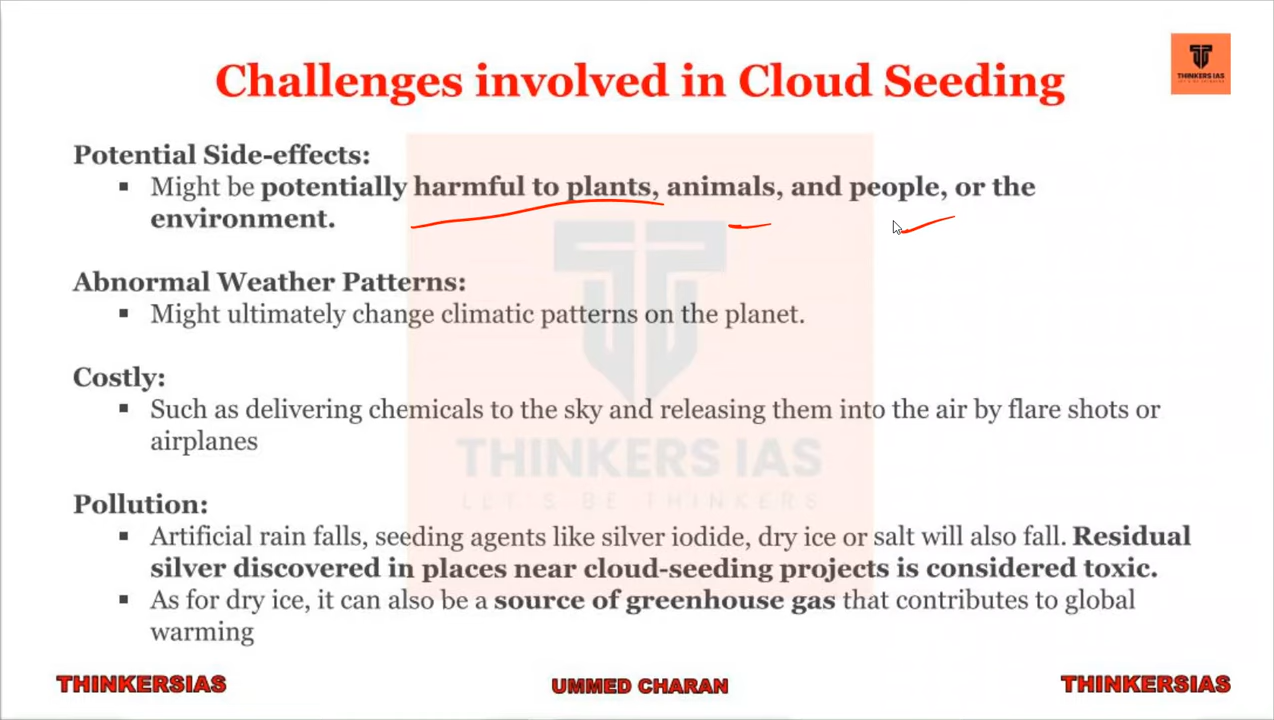 Challenges involved in Cloud Seeding
THINKERS IAS
LET'S BE THINKERS
Potential Side-effects:
▪ Might be potentially harmful to plants, animals, and people, or the
environment.
Abnormal Weather Patterns:
▪ Might ultimately change climatic patterns on the planet.
Costly:
▪ Such as delivering chemicals to the sky and releasing them into the air by flare shots or
airplanes
THINKERS IAS
LET'S BE THINKERS
Pollution:
▪ Artificial rain falls, seeding agents like silver iodide, dry ice or salt will also fall. Residual
silver discovered in places near cloud-seeding projects is considered toxic.
▪ As for dry ice, it can also be a source of greenhouse gas that contributes to global
warming
THINKERSIAS UMMED CHARAN THINKERSIAS